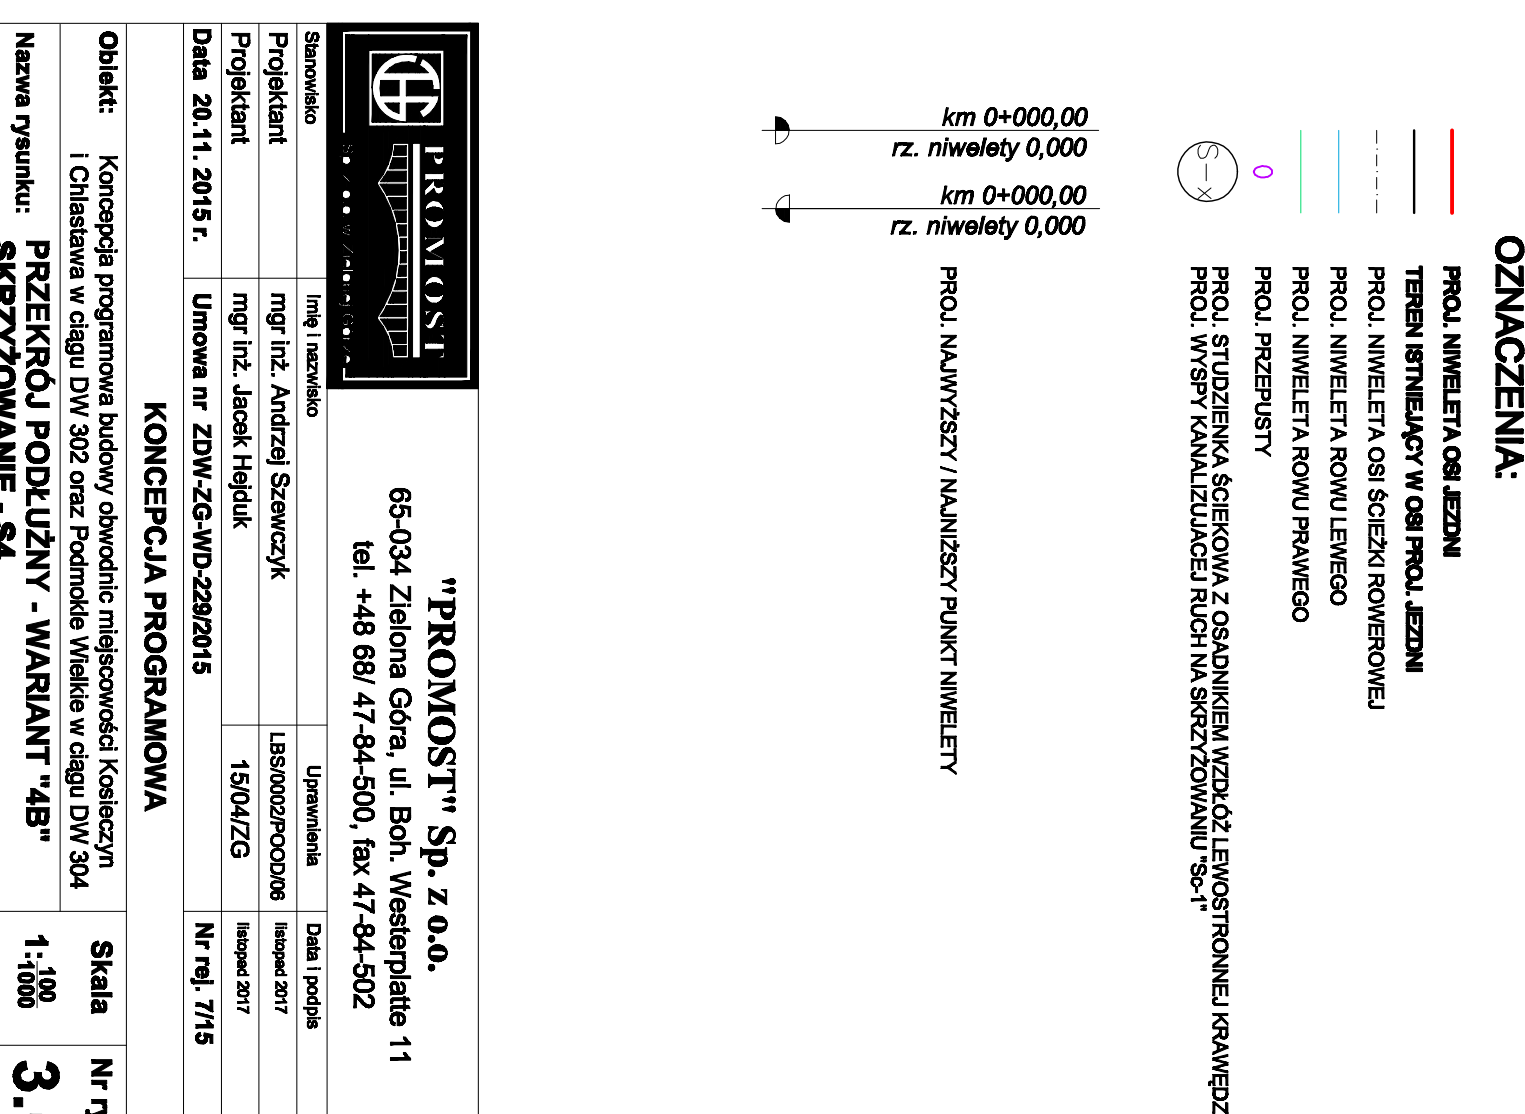 OZNACZENIA:
PROJ. NIWELETA OSI JEZDNI
TEREN ISTNIEJĄCY W OSI PROJ. JEZDNI
PROJ. NIWELETA OSI ŚCIEŻKI ROWEROWEJ
PROJ. NIWELETA ROWU LEWEGO
PROJ. NIWELETA ROWU PRAWEGO
PROJ. PRZEPUSTY
S-x
PROJ. STUDZIENKA ŚCIEKOWA Z OSADNIKIEM WZDŁÓŻ LEWOSTRONNEJ KRAWĘDZ
PROJ. WYSPY KANALIZUJACEJ RUCH NA SKRZYŻOWANIU "Sc-1"
km 0+000,00
rz. niwelety 0,000
km 0+000,00
rz. niwelety 0,000
PROJ. NAJWYŻSZY / NAJNIŻSZY PUNKT NIWELETY
PROMOST
"PROMOST" Sp. z o.o.
65-034 Zielona Góra, ul. Boh. Westerplatte 11
tel. +48 68/ 47-84-500, fax 47-84-502
Stanowisko Imię i nazwisko Uprawnienia Data i podpis
Projektant mgr inż. Andrzej Szewczyk LBS/0002/POOD/06 listopad 2017
Projektant mgr inż. Jacek Hejduk 15/04/ZG listopad 2017
Data 20.11. 2015 r. Umowa nr ZDW-ZG-WD-229/2015 Nr rej. 7/15
KONCEPCJA PROGRAMOWA
Obiekt: Koncepcja programowa budowy obwodnic miejscowości Kosieczyn
i Chlastawa w ciągu DW 302 oraz Podmokle Wielkie w ciągu DW 304
Skala
Nr ry
Nazwa rysunku: PRZEKRÓJ PODŁUŻNY - WARIANT "4B"
SKRZYŻOWANIE - S4
1:100
1000
3.